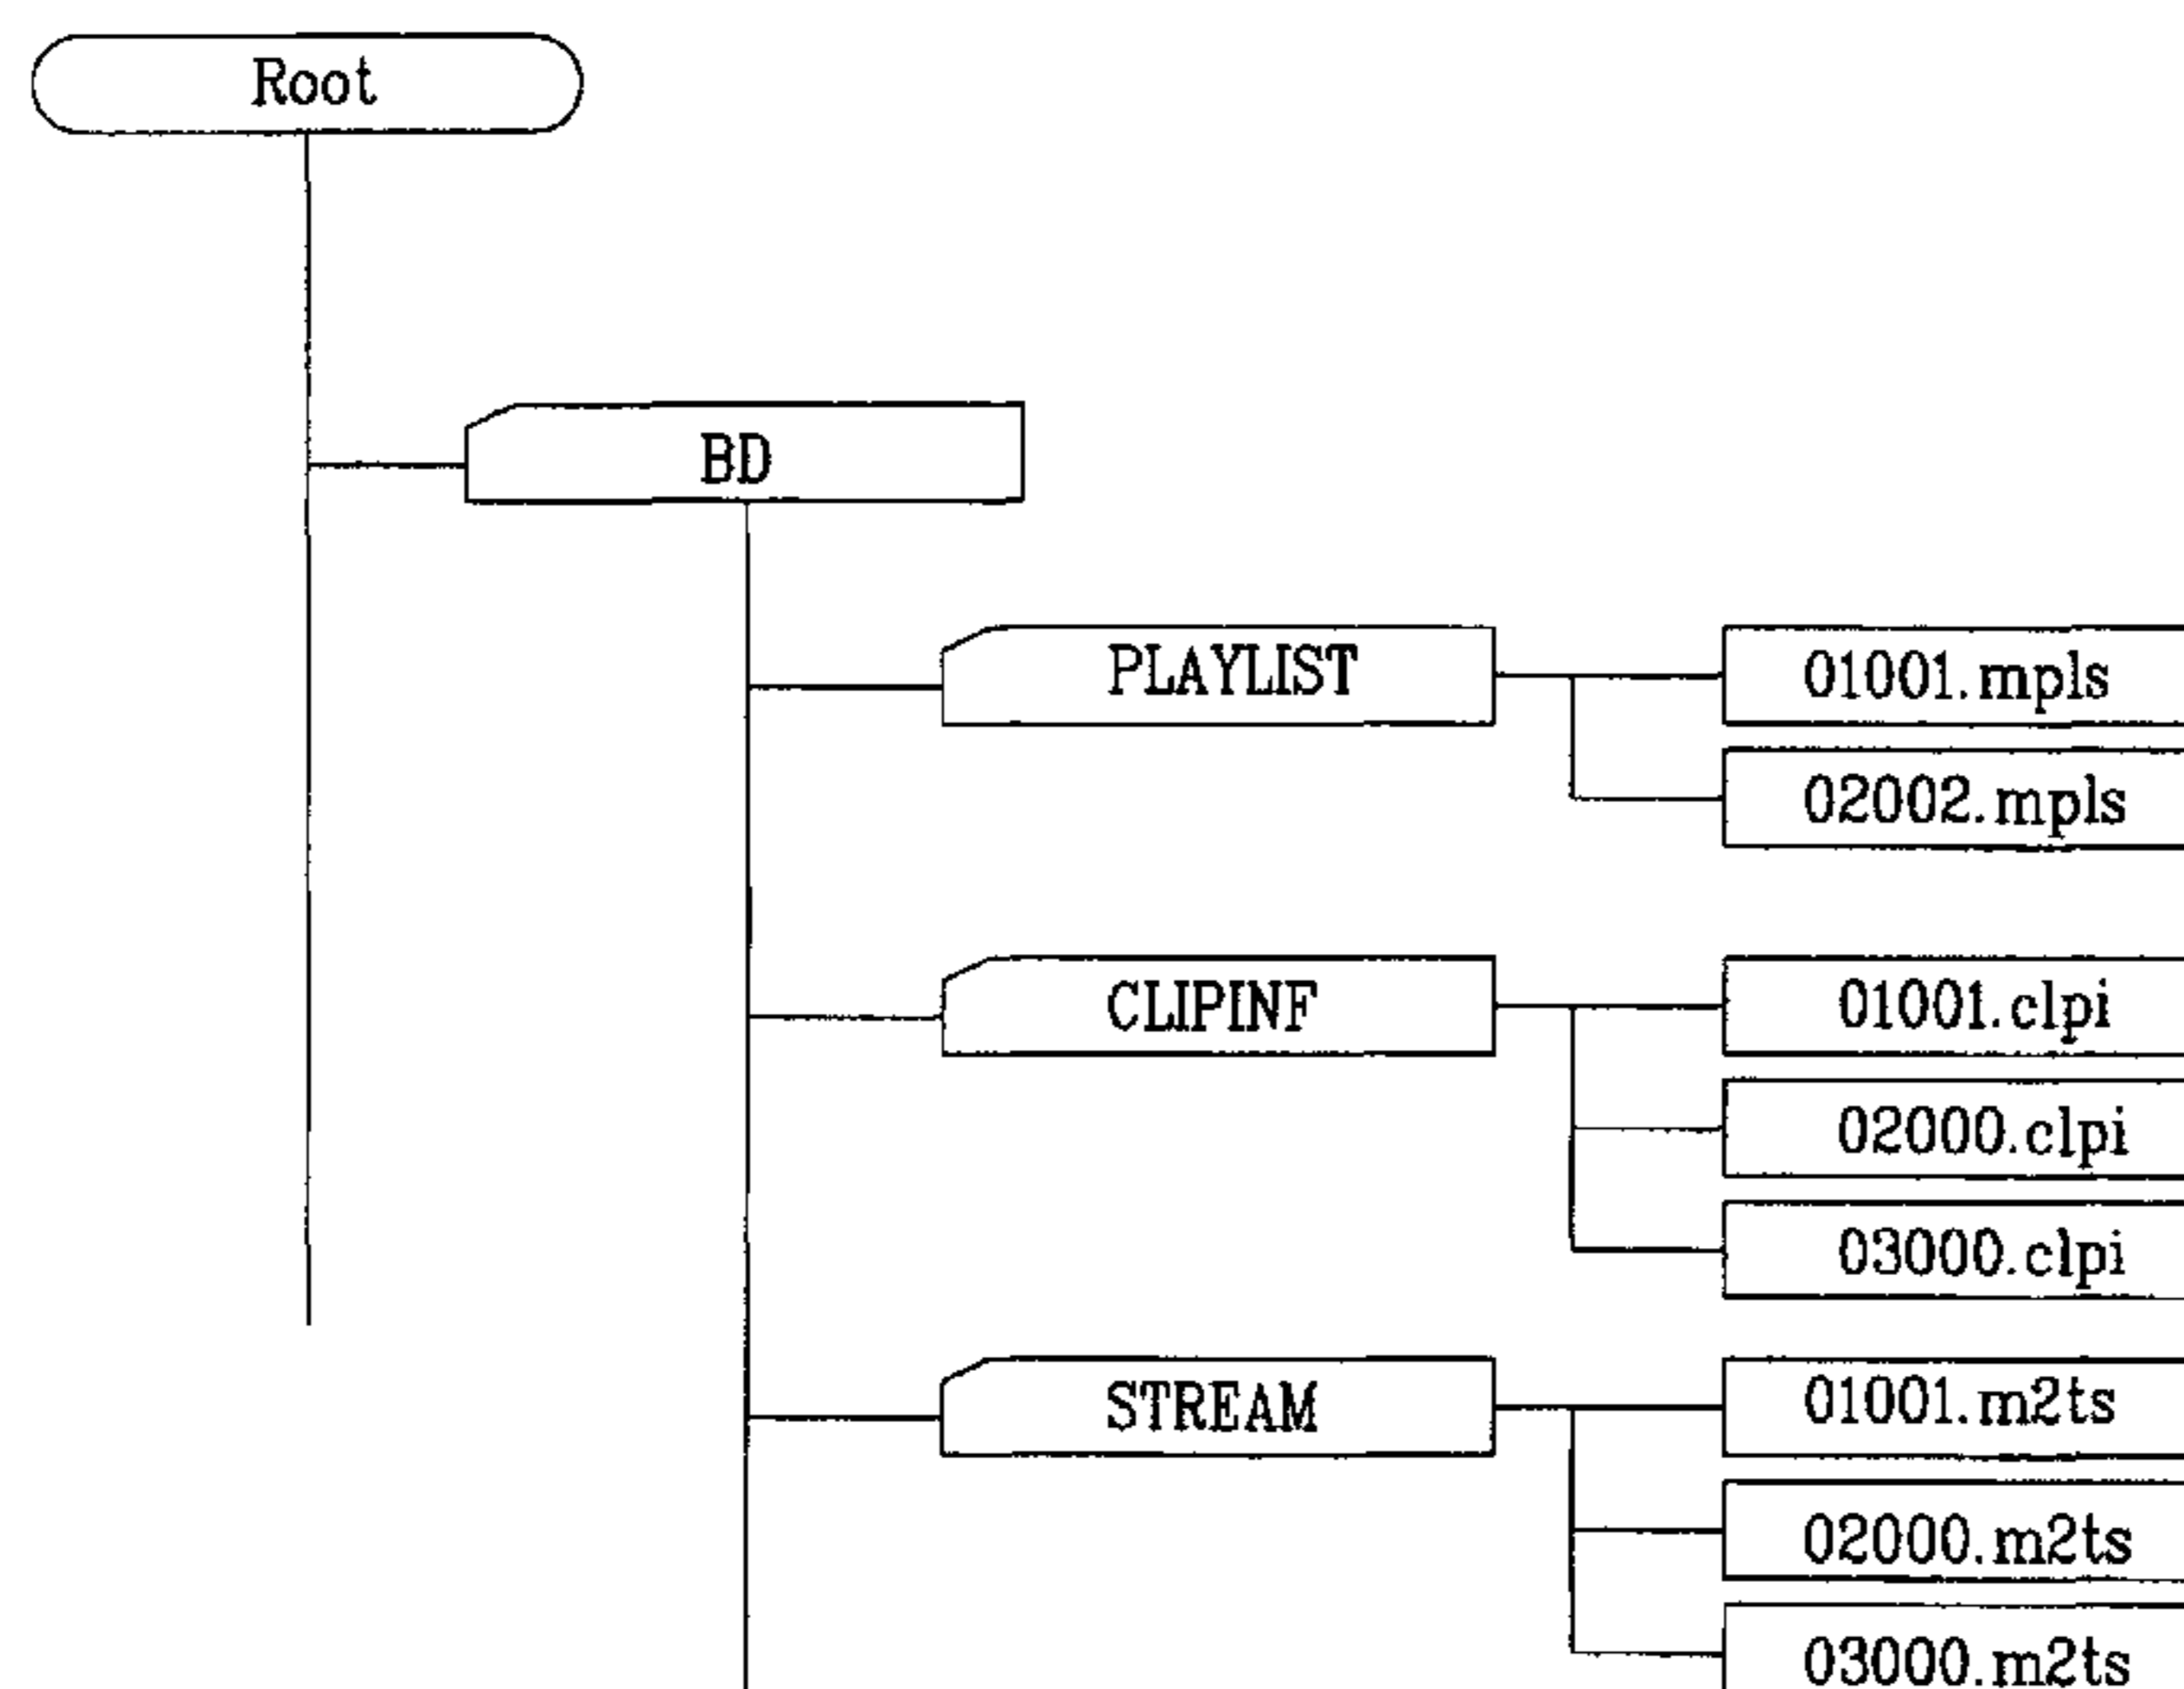 Root
BD
PLAYLIST
01001.mpls
02002.mpls
CLIPINF
01001.clpi
02000.clpi
03000.clpi
STREAM
01001.m2ts
02000.m2ts
03000.m2ts